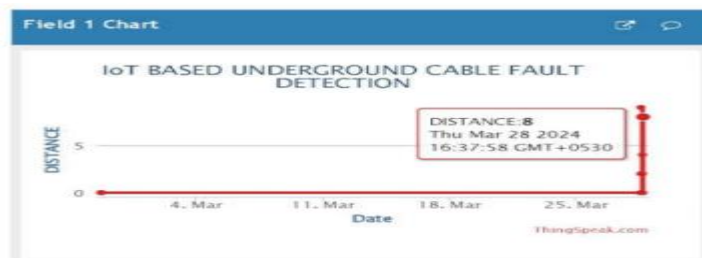 Field 1 Chart
IoT BASED UNDERGROUND CABLE FAULT
DETECTION
DISTANCE:8
Thu Mar 28 2024
16:37:58 GMT+0530
DISTANCE
5
0
4. Mar
11. Mar
18. Mar
25. Mar
Date
ThingSpeak.com